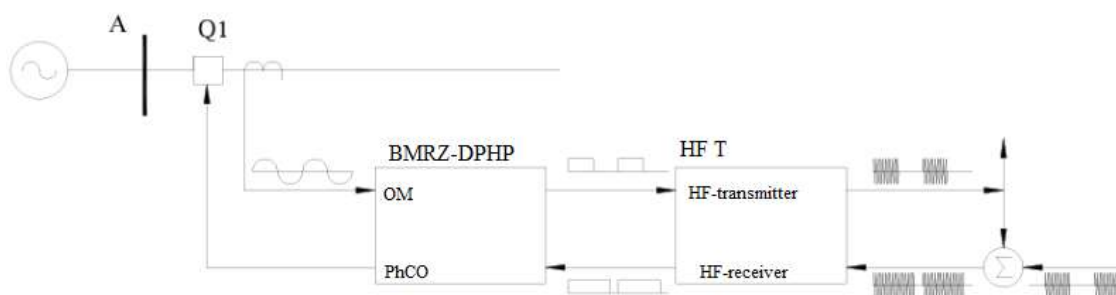 A
Q1
BMRZ-DPHP
HF T
OM
HF-transmitter
PhCO
HF-receiver
Σ